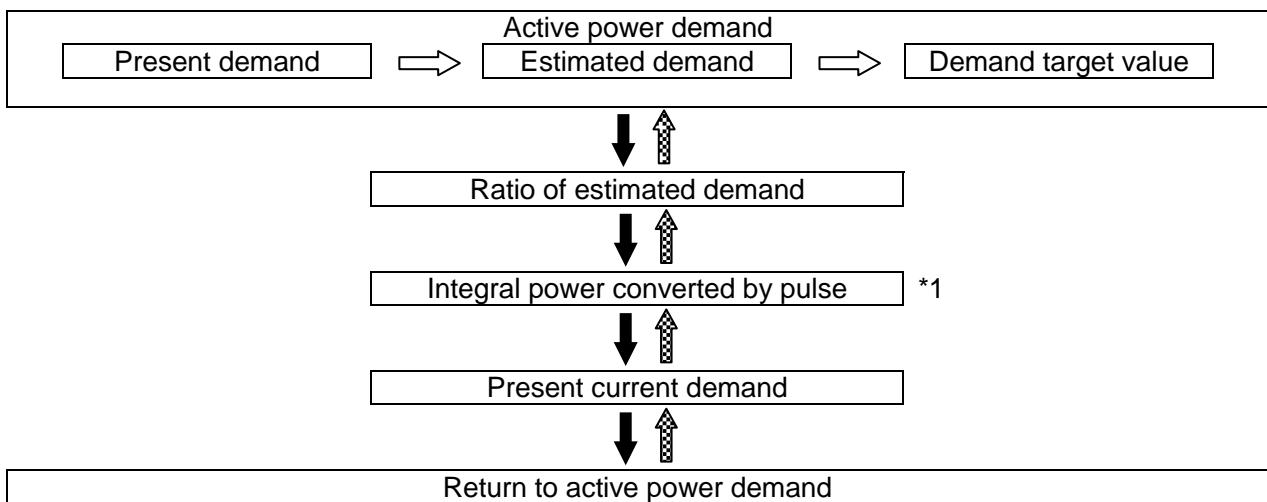 Active power demand
Present demand
Estimated demand
Demand target value
Ratio of estimated demand
Integral power converted by pulse
*1
Present current demand
Return to active power demand